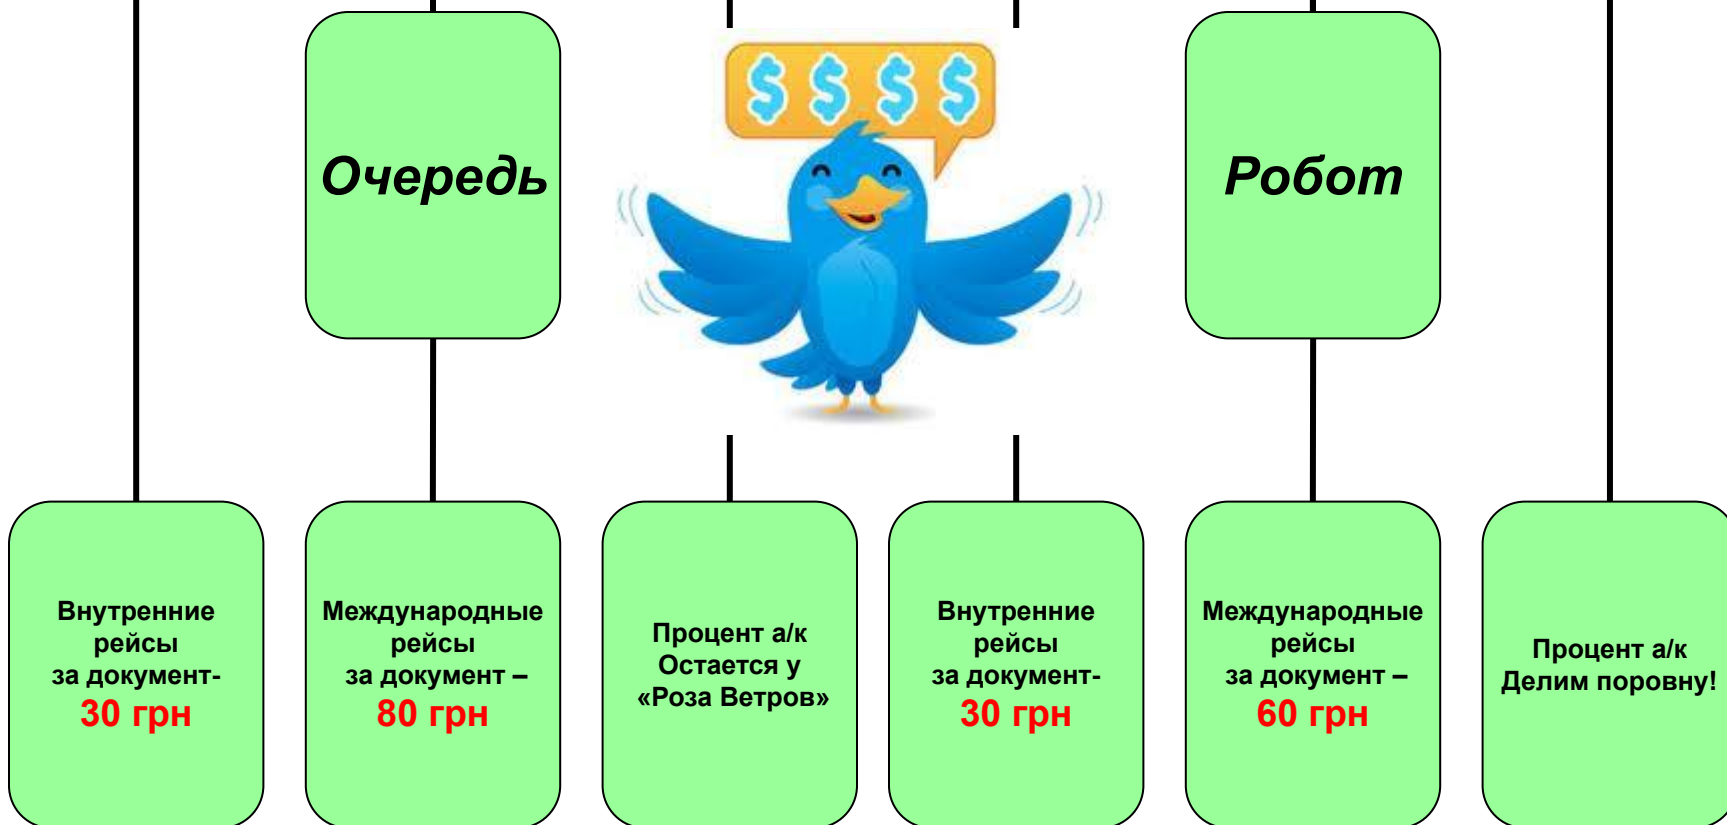 $ $ $ $
Очередь
Робот
Внутренние
рейсы
за документ-
30 грн
Международные
рейсы
за документ –
80 грн
Процент а/к
Остается у
«Роза Ветров»
Внутренние
рейсы
за документ-
30 грн
Международные
рейсы
за документ –
60 грн
Процент а/к
Делим поровну!